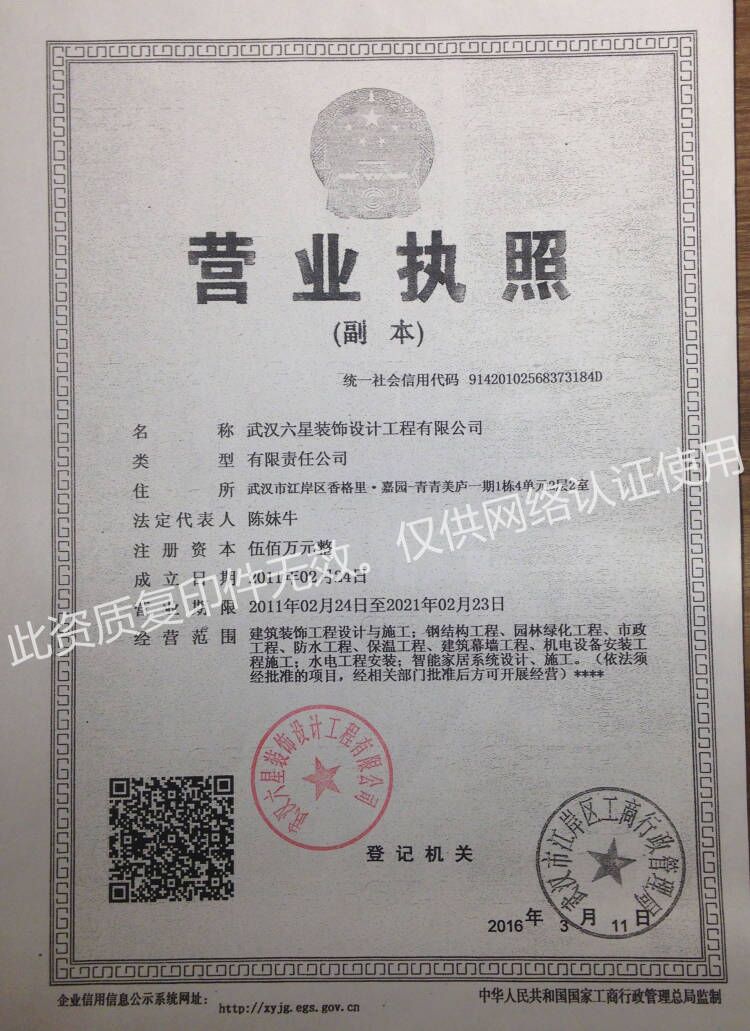 营业执照
(副 本)
统一社会信用代码 91420102568373184D
名 称 武汉六星装饰设计工程有限公司
类 型 有限责任公司
住 所 武汉市江岸区香格里·嘉园-青青美庐一期1栋4单元2层2室
法定代表人 陈妹牛
注册资本 伍佰万元整
成立日期 2011年02月24日
营业期限 2011年02月24日至2021年02月23日
经营范围 建筑装饰工程设计与施工；钢结构工程、园林绿化工程、市政
工程、防水工程、保温工程、建筑幕墙工程、机电设备安装工
程施工；水电工程安装；智能家居系统设计、施工。（依法须
经批准的项目，经相关部门批准后方可开展经营）****
此资质复印件无效。仅供网络认证使用
武汉六星装饰设计工程有限公司
登记机关
武汉市江岸区工商行政管理局
2016年 3月 11日
企业信用信息公示系统网址： http://xyjg.egs.gov.cn
中华人民共和国国家工商行政管理总局监制